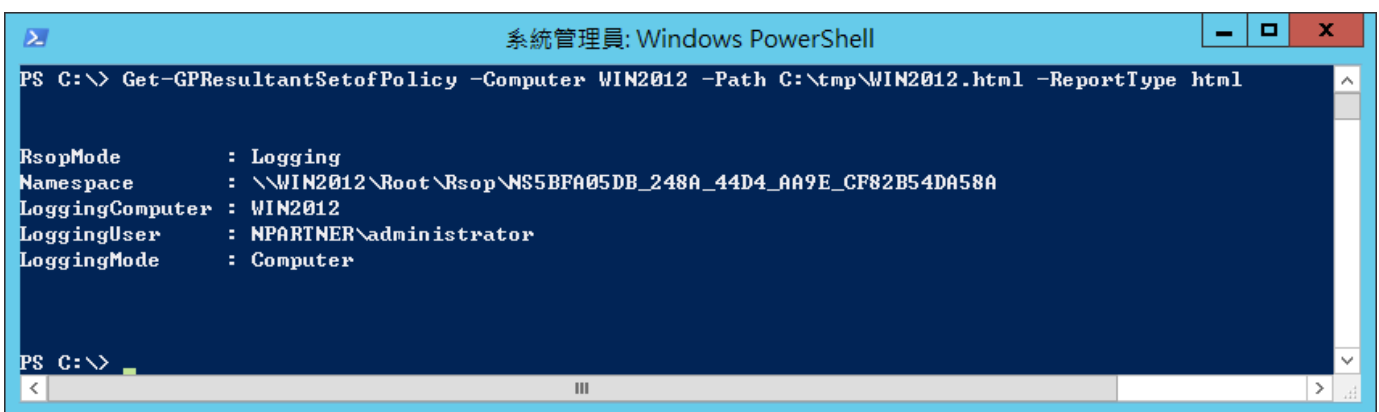 系統管理員: Windows PowerShell
PS C:\> Get-GPResultantSetofPolicy -Computer WIN2012 -Path C:\tmp\WIN2012.html -ReportType html
RsopMode : Logging
Namespace : \\WIN2012\Root\Rsop\NS5BFA05DB_248A_44D4_AA9E_CF82B54DA58A
LoggingComputer : WIN2012
LoggingUser : NPARTNER\administrator
LoggingMode : Computer
PS C:\>